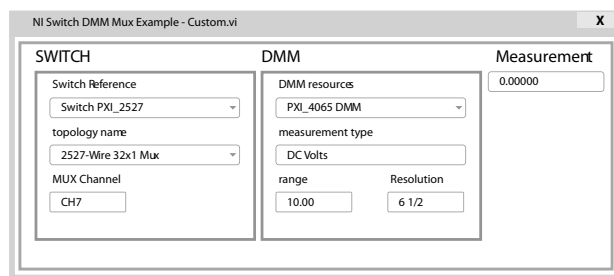 NI Switch DMM Mux Example - Custom.vi
X
SWITCH
Switch Reference
Switch PXI_2527
topology name
2527-Wire 32x1 Mux
MUX Channel
CH7
DMM
DMM resources
PXI_4065 DMM
measurement type
DC Volts
range
Resolution
10.00
6 1/2
Measurement
0.00000